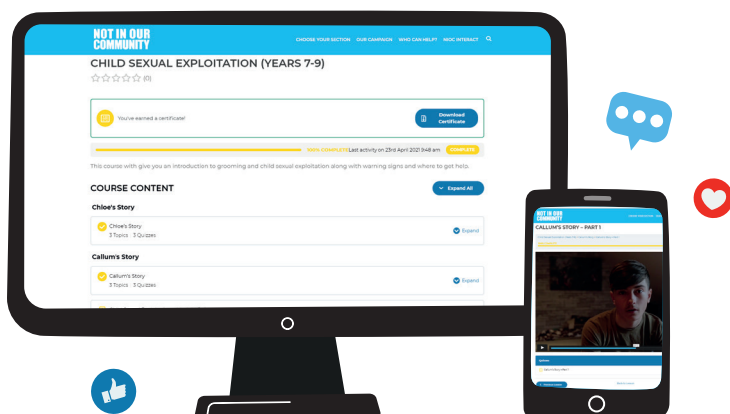 NOT IN OUR
COMMUNITY
CHOOSE YOUR SECTION OUR CAMPAIGN WHO CAN HELP? NIOC INTERACT
CHILD SEXUAL EXPLOITATION (YEARS 7-9)
(0)
You've earned a certificate!
Download
Certificate
100% COMPLETE Last activity on 23rd April 2021 9:48 am COMPLETE
This course with give you an introduction to grooming and child sexual exploitation along with warning signs and where to get help.
COURSE CONTENT
Expand All
Chloe's Story
Chloe's Story
3 Topics 3 Quizzes
Expand
Callum's Story
Callum's Story
3 Topics 3 Quizzes
Expand
NOT IN OUR
COMMUNITY
CALLUM'S STORY – PART 1